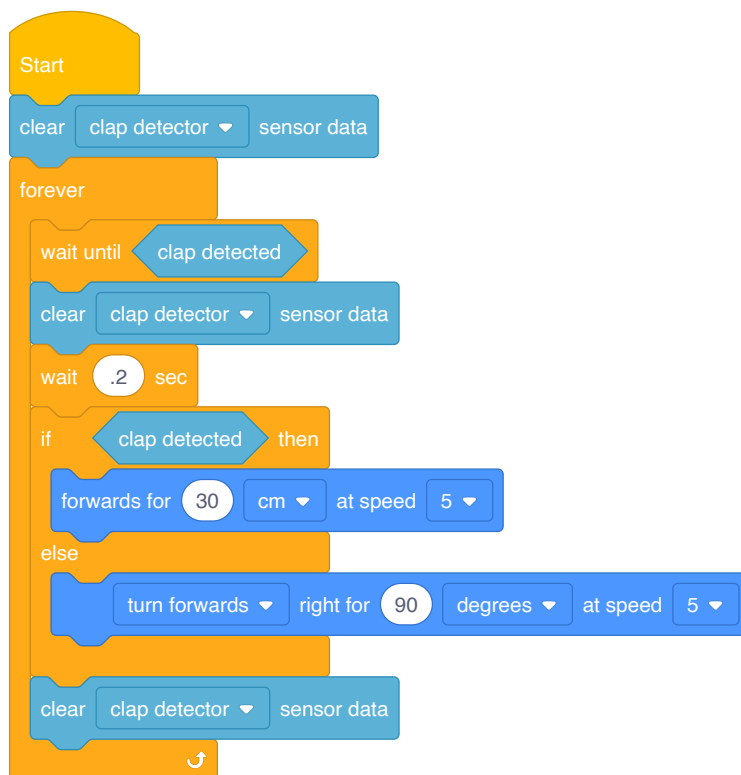 Start
clear clap detector sensor data
forever
wait until clap detected
clear clap detector sensor data
wait .2 sec
if clap detected then
forwards for 30 cm at speed 5
else
turn forwards right for 90 degrees at speed 5
clear clap detector sensor data